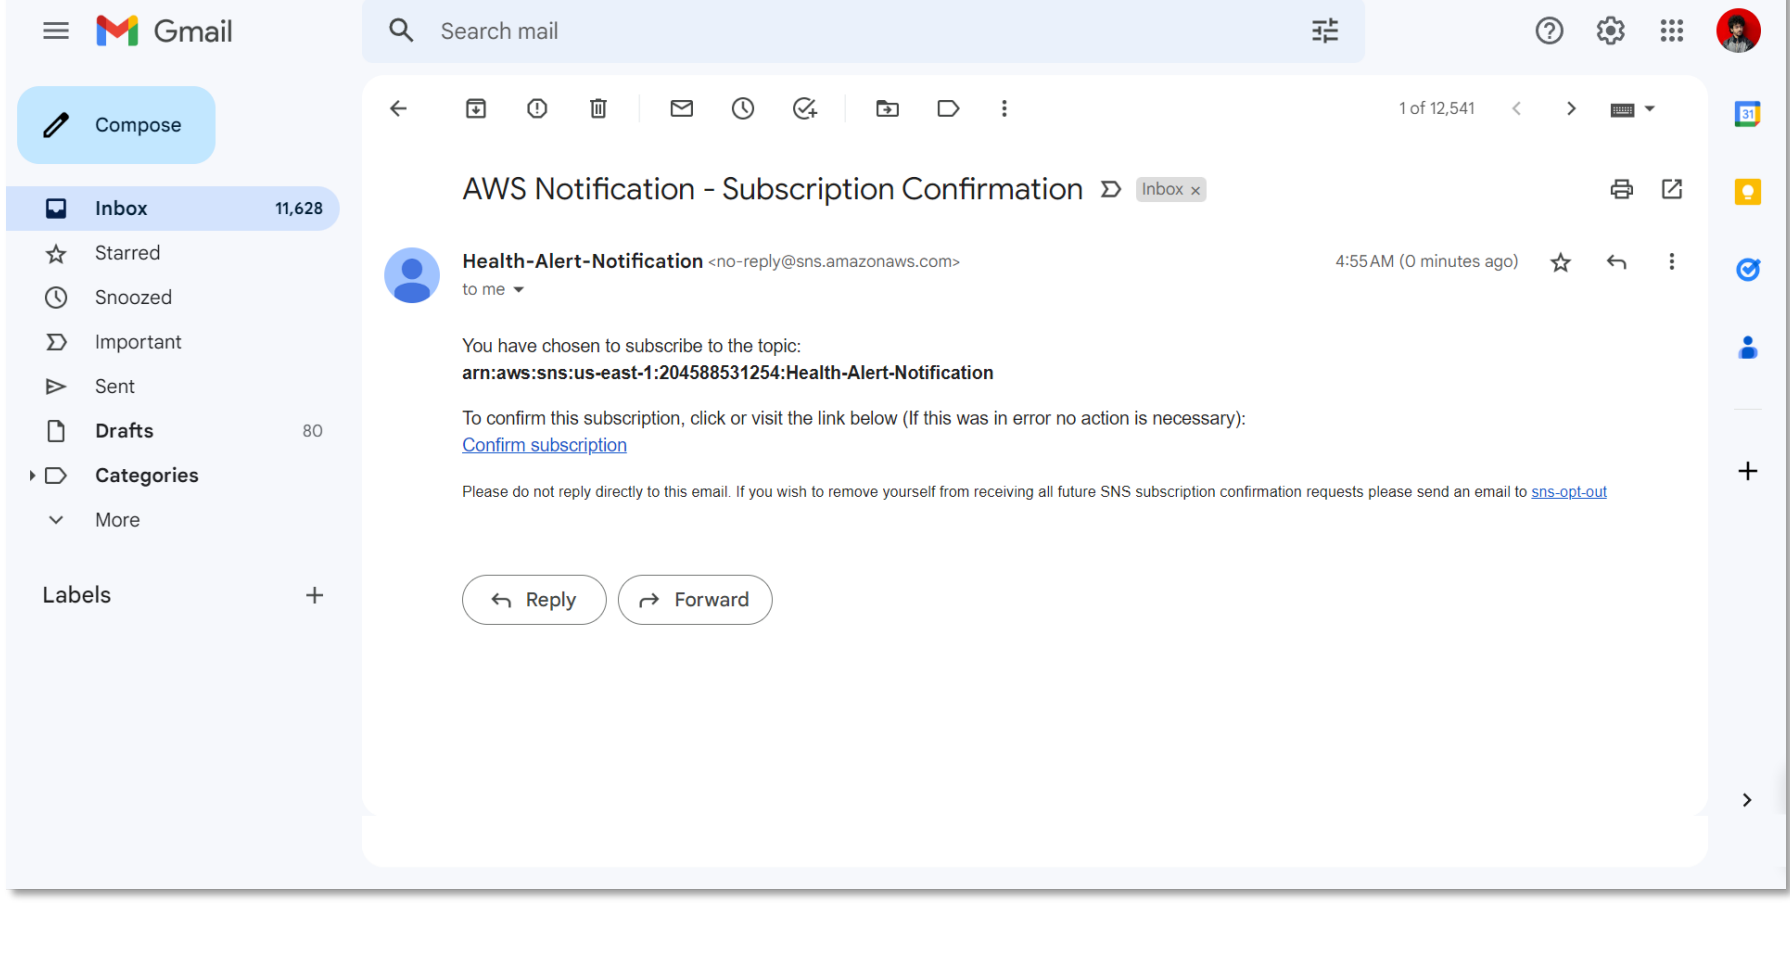 Gmail
Search mail
Compose
1 of 12,541
31
AWS Notification - Subscription Confirmation Inbox x
Inbox 11,628
Starred
Health-Alert-Notification <no-reply@sns.amazonaws.com> 4:55 AM (0 minutes ago)
to me
Snoozed
Important
Sent
Drafts 80
Categories
More
Labels
You have chosen to subscribe to the topic:
arn:aws:sns:us-east-1:204588531254:Health-Alert-Notification
To confirm this subscription, click or visit the link below (If this was in error no action is necessary):
Confirm subscription
Please do not reply directly to this email. If you wish to remove yourself from receiving all future SNS subscription confirmation requests please send an email to sns-opt-out
Reply Forward